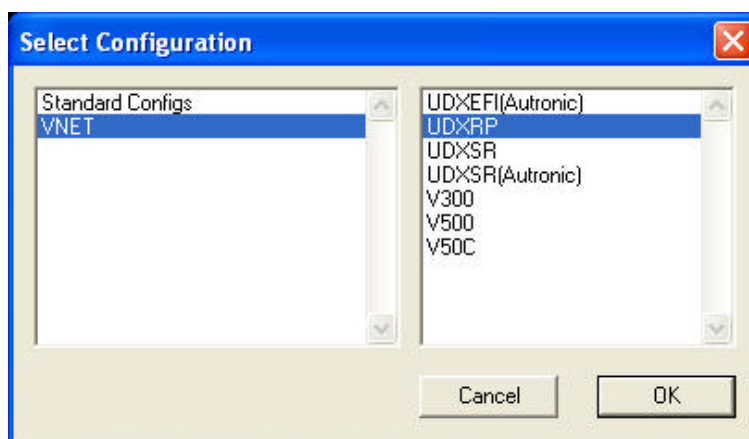 Select Configuration
Standard Configs
VNET
UDXEFI(Autronic)
UDXRP
UDXSR
UDXSR(Autronic)
V300
V500
V50C
Cancel
OK